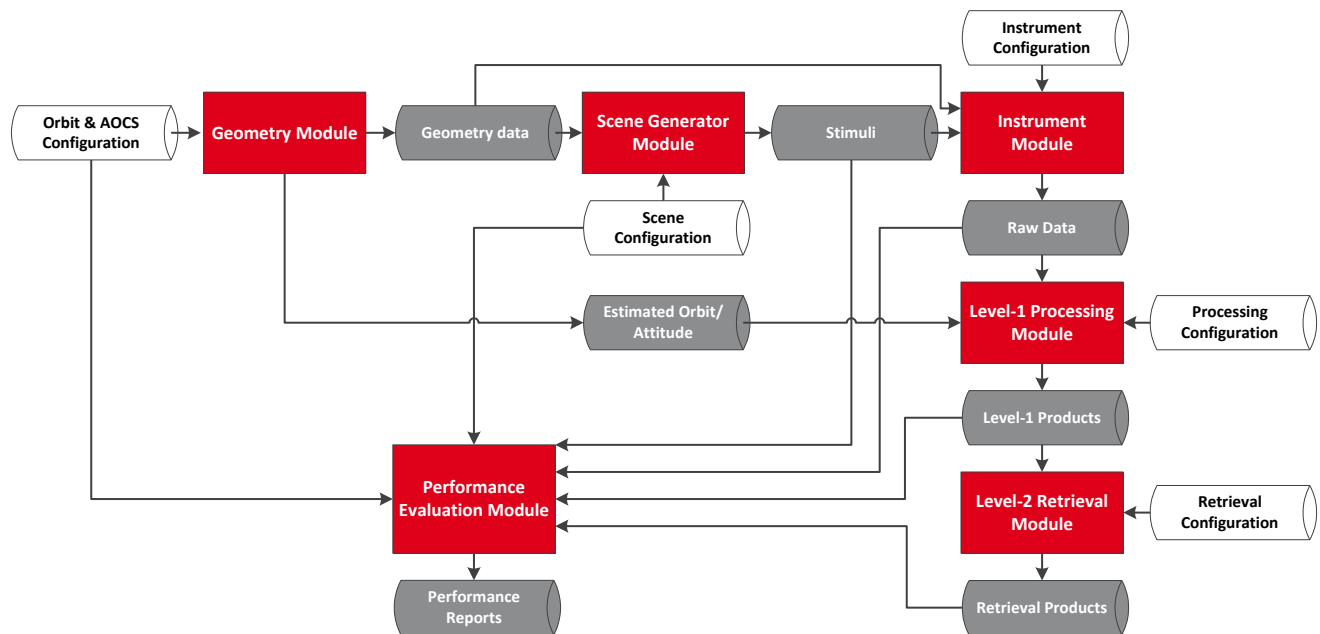 Instrument
Configuration
Orbit & AOCS
Configuration
Geometry Module
Geometry data
Scene Generator
Module
Stimuli
Instrument
Module
Scene
Configuration
Raw Data
Estimated Orbit/
Attitude
Level-1 Processing
Module
Processing
Configuration
Level-1 Products
Performance
Evaluation Module
Level-2 Retrieval
Module
Retrieval
Configuration
Performance
Reports
Retrieval Products